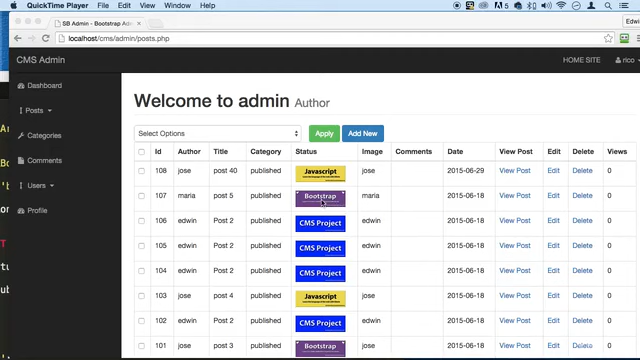 QuickTime Player File Edit View Window Help
SB Admin - Bootstrap Adm
Edwin
localhost/cms/admin/posts.php
CMS Admin HOME SITE rico
Dashboard
Posts
Categories
Comments
Users
Profile
Welcome to admin Author
Select Options Apply Add New
Id Author Title Category Status Image Comments Date View Post Edit Delete Views
108 jose post 40 published Javascript jose 2015-06-29 View Post Edit Delete 0
107 maria post 5 published Bootstrap maria 2015-06-18 View Post Edit Delete 0
106 edwin Post 2 published CMS Project edwin 2015-06-18 View Post Edit Delete 0
105 edwin Post 2 published CMS Project edwin 2015-06-18 View Post Edit Delete 0
104 edwin Post 2 published CMS Project edwin 2015-06-18 View Post Edit Delete 0
103 jose post 4 published Javascript jose 2015-06-18 View Post Edit Delete 0
102 edwin Post 2 published CMS Project edwin 2015-06-18 View Post Edit Delete 0
101 jose post 3 published Bootstrap jose 2015-06-18 View Post Edit Delete 0